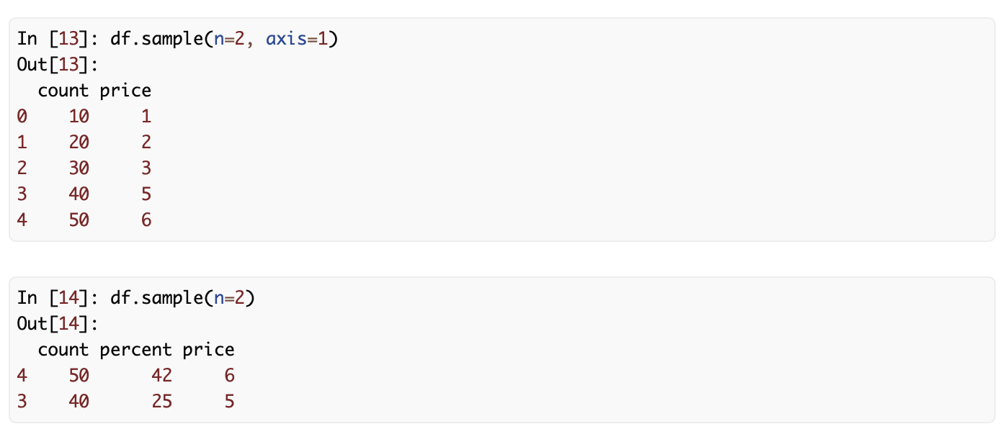 In [13]: df.sample(n=2, axis=1)
Out[13]:
  count price
0    10     1
1    20     2
2    30     3
3    40     5
4    50     6
In [14]: df.sample(n=2)
Out[14]:
  count percent price
4    50      42     6
3    40      25     5